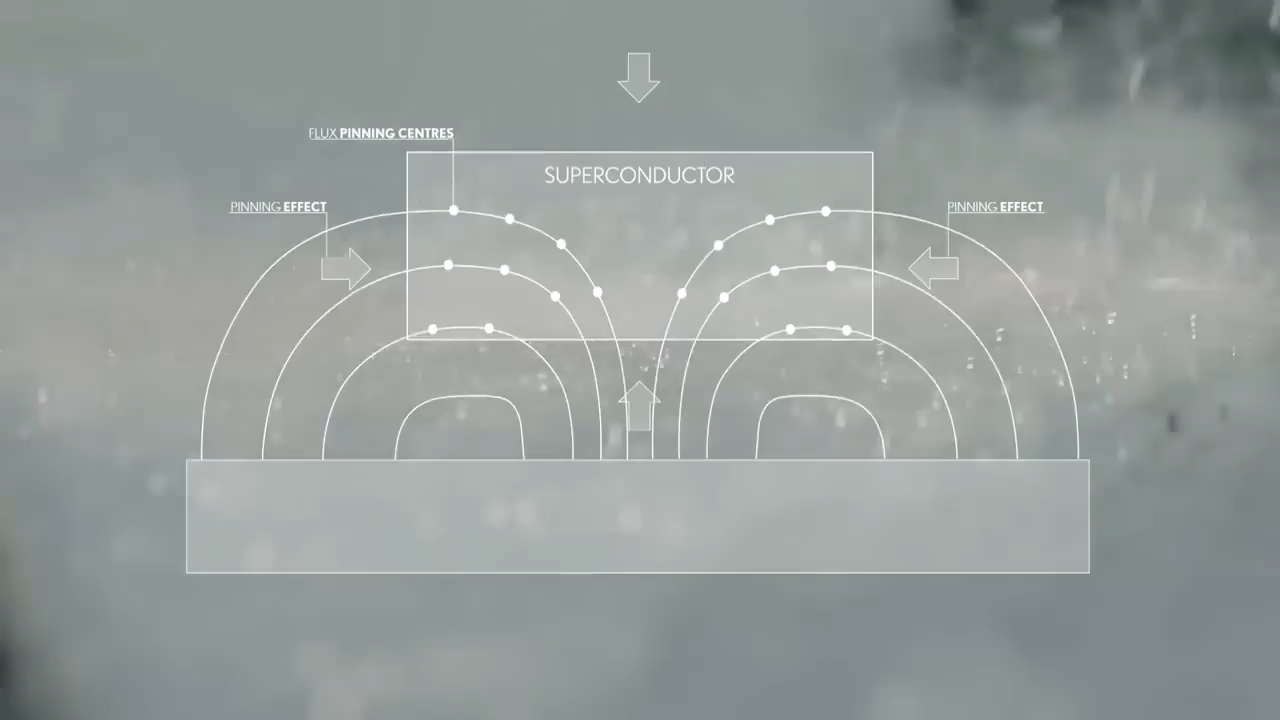 FLUX PINNING CENTRES
SUPERCONDUCTOR
PINNING EFFECT
PINNING EFFECT